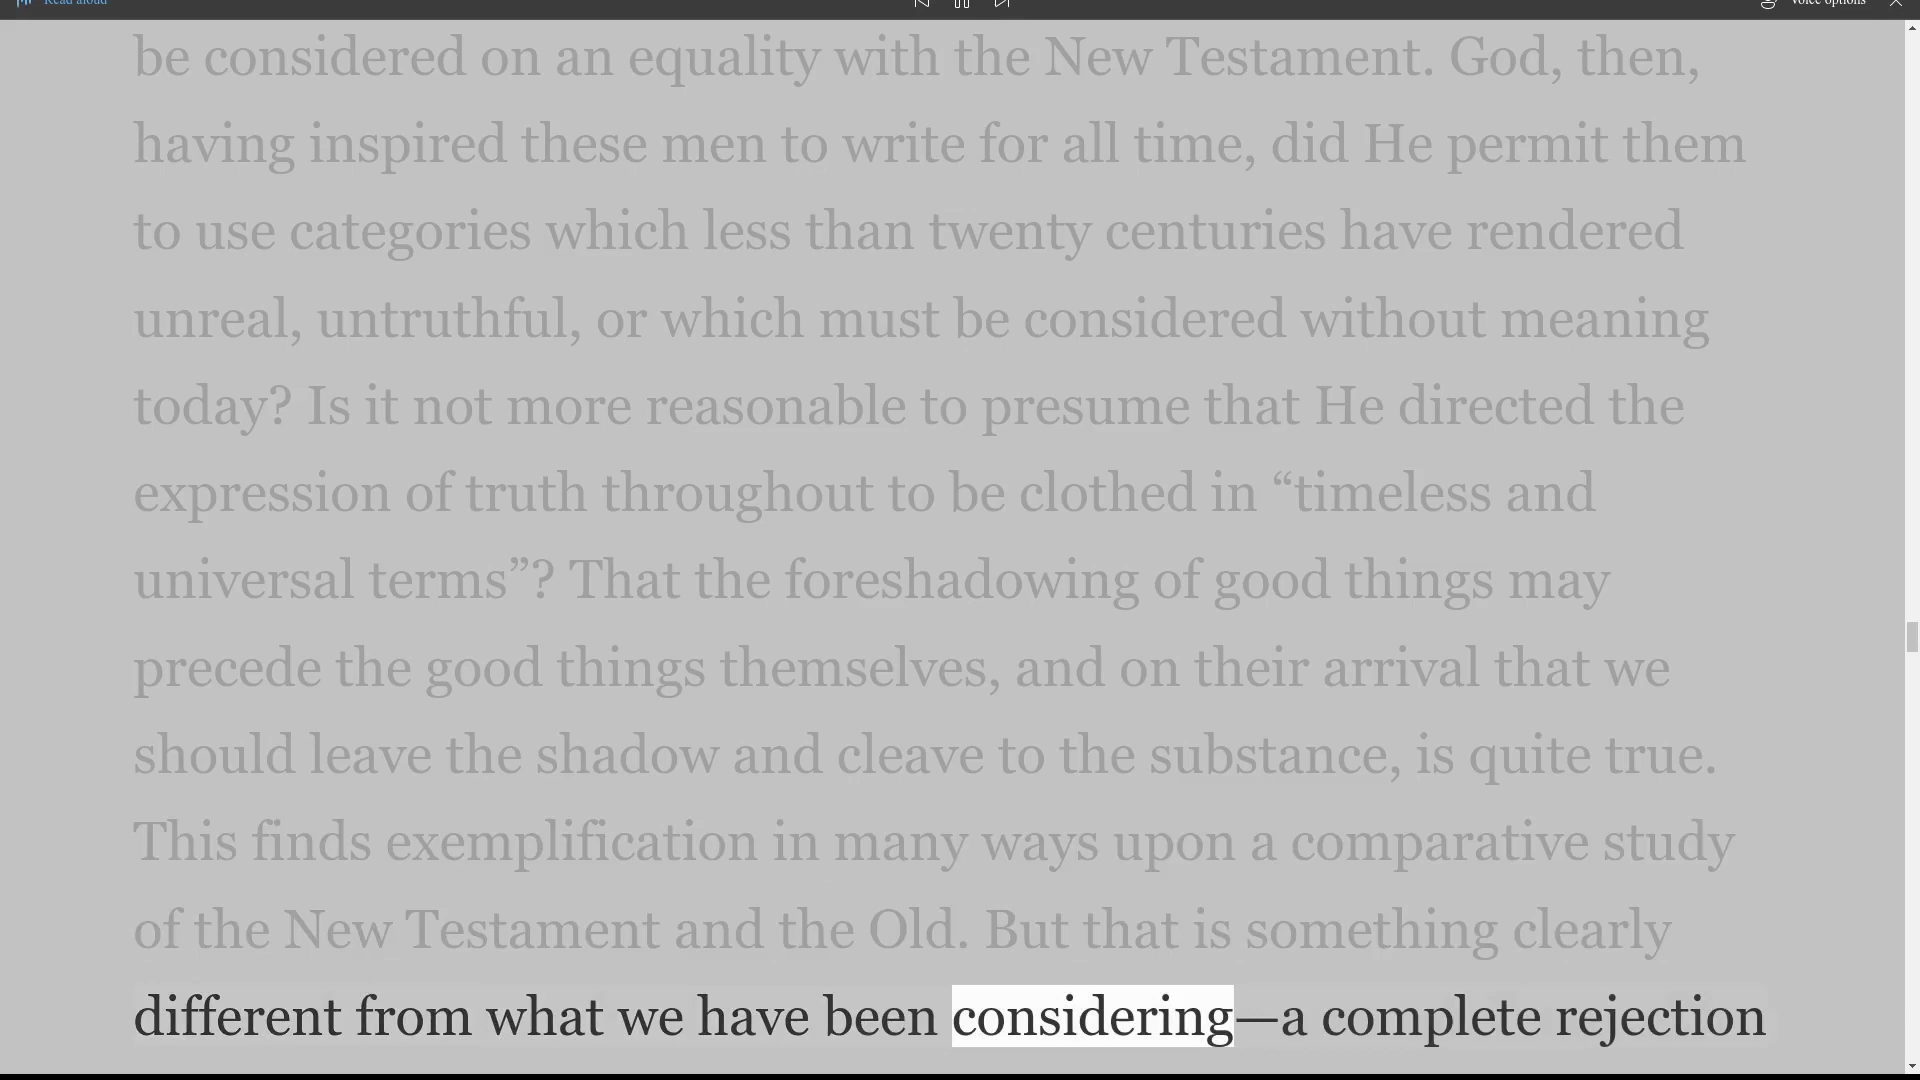 Read aloud
Voice options
be considered on an equality with the New Testament. God, then,
having inspired these men to write for all time, did He permit them
to use categories which less than twenty centuries have rendered
unreal, untruthful, or which must be considered without meaning
today? Is it not more reasonable to presume that He directed the
expression of truth throughout to be clothed in “timeless and
universal terms”? That the foreshadowing of good things may
precede the good things themselves, and on their arrival that we
should leave the shadow and cleave to the substance, is quite true.
This finds exemplification in many ways upon a comparative study
of the New Testament and the Old. But that is something clearly
different from what we have been considering—a complete rejection